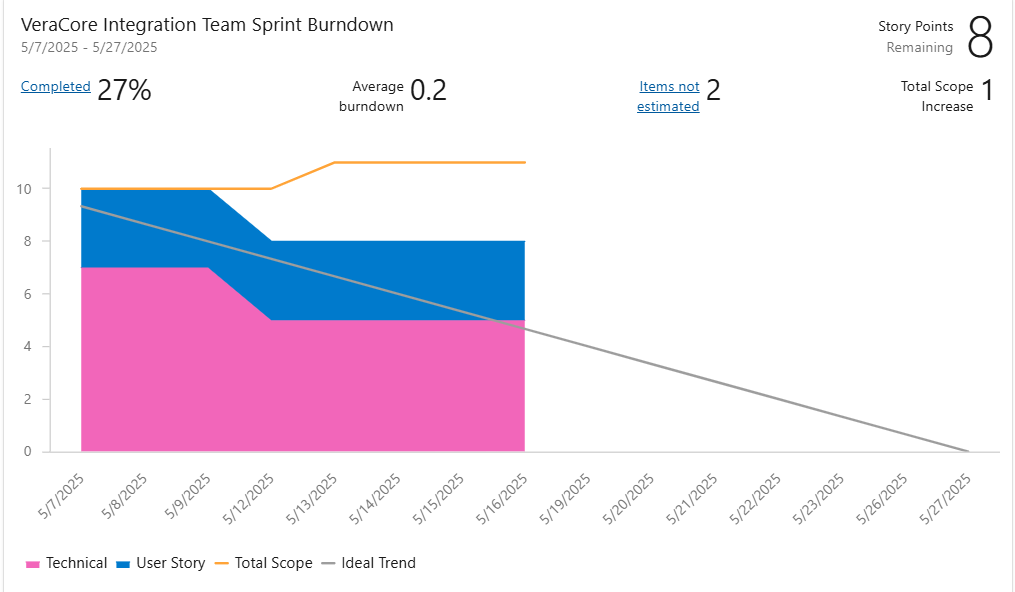 VeraCore Integration Team Sprint Burndown
5/7/2025 - 5/27/2025
Story Points
Remaining
8
Completed
27%
Average
burndown
0.2
Items not
estimated
2
Total Scope
Increase
1
10
8
6
4
2
0
5/7/2025
5/8/2025
5/9/2025
5/12/2025
5/13/2025
5/14/2025
5/15/2025
5/16/2025
5/19/2025
5/20/2025
5/21/2025
5/22/2025
5/23/2025
5/26/2025
5/27/2025
Technical
User Story
Total Scope
Ideal Trend